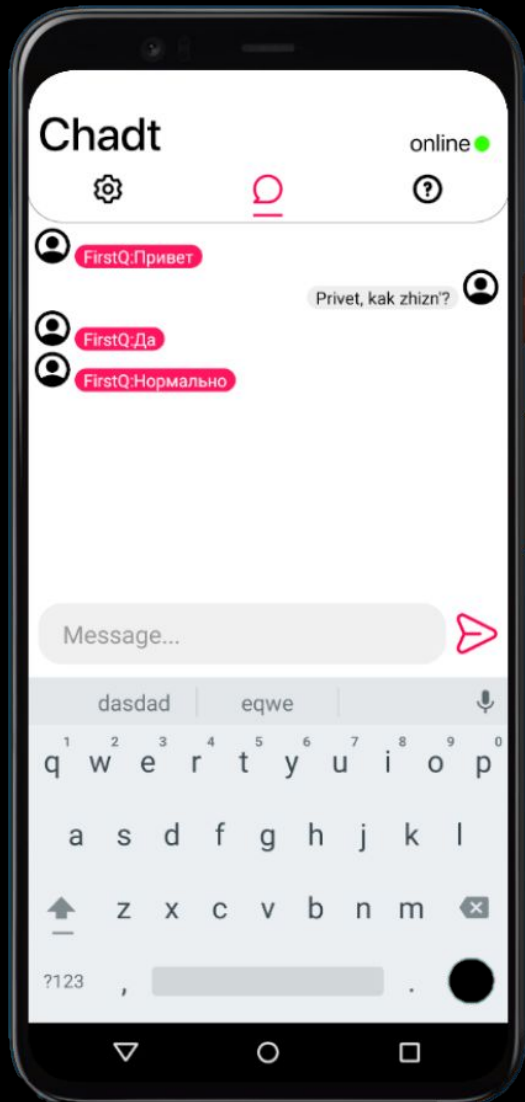 Chadt
online
FirstQ:Привет
Privet, kak zhizn'?
FirstQ:Да
FirstQ:Нормально
Message...
dasdad eqwe
1 2 3 4 5 6 7 8 9 0
q w e r t y u i o p
a s d f g h j k l
z x c v b n m
?123 , .